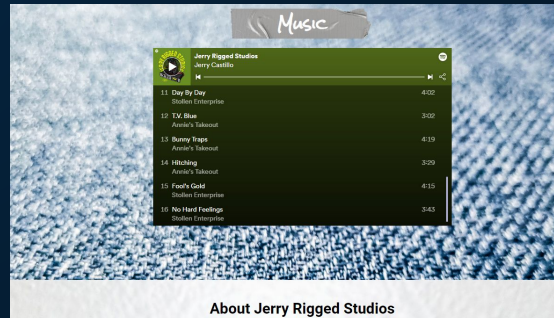 Music
Jerry Rigged Studios
Jerry Castillo
11 Day By Day 4:02
Stollen Enterprise
12 T.V. Blue 3:02
Annie's Takeout
13 Bunny Traps 4:19
Annie's Takeout
14 Hitching 3:29
Annie's Takeout
15 Fool's Gold 4:15
Stollen Enterprise
16 No Hard Feelings 3:43
Stollen Enterprise
About Jerry Rigged Studios